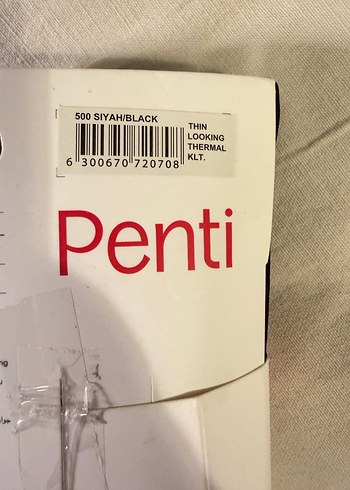 500 SIYAH/BLACK
THIN
LOOKING
THERMAL
KLT.
6 300670 720708
Penti